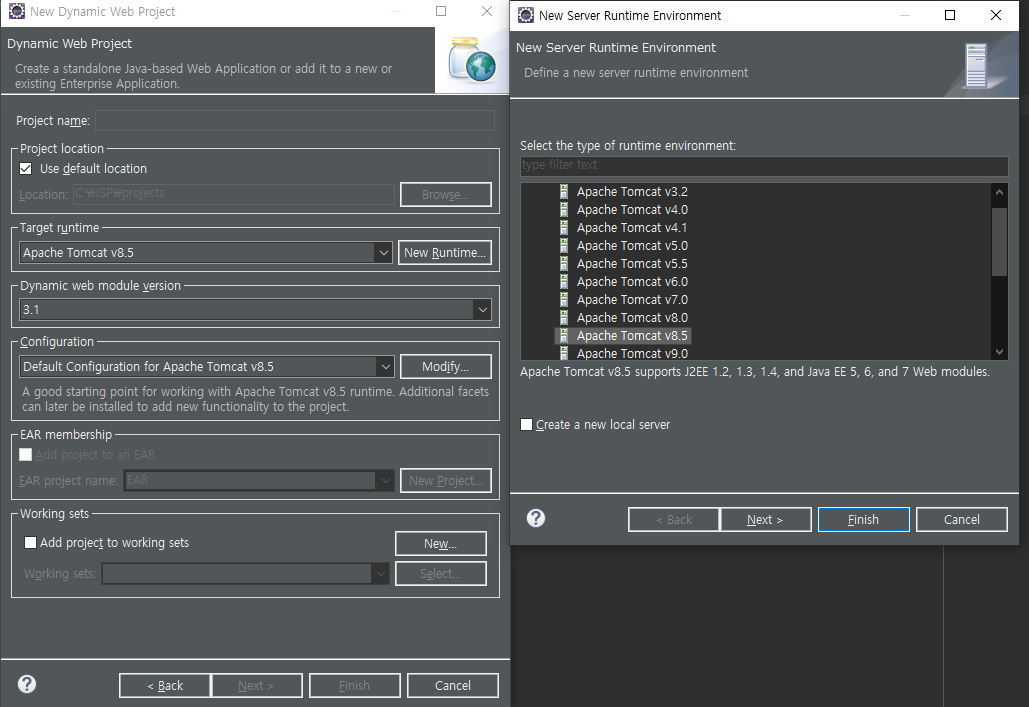 New Dynamic Web Project
Dynamic Web Project
Create a standalone Java-based Web Application or add it to a new or
existing Enterprise Application.
Project name:
Project location
Use default location
Location: C:₩JSP₩projects
Browse...
Target runtime
Apache Tomcat v8.5
New Runtime...
Dynamic web module version
3.1
Configuration
Default Configuration for Apache Tomcat v8.5
Modify...
A good starting point for working with Apache Tomcat v8.5 runtime. Additional facets
can later be installed to add new functionality to the project.
EAR membership
Add project to an EAR
EAR project name: EAR
New Project...
Working sets
Add project to working sets
New...
Working sets:
Select...
< Back
Next >
Finish
Cancel
New Server Runtime Environment
New Server Runtime Environment
Define a new server runtime environment
Select the type of runtime environment:
type filter text
Apache Tomcat v3.2
Apache Tomcat v4.0
Apache Tomcat v4.1
Apache Tomcat v5.0
Apache Tomcat v5.5
Apache Tomcat v6.0
Apache Tomcat v7.0
Apache Tomcat v8.0
Apache Tomcat v8.5
Apache Tomcat v9.0
Apache Tomcat v8.5 supports J2EE 1.2, 1.3, 1.4, and Java EE 5, 6, and 7 Web modules.
Create a new local server
< Back
Next >
Finish
Cancel